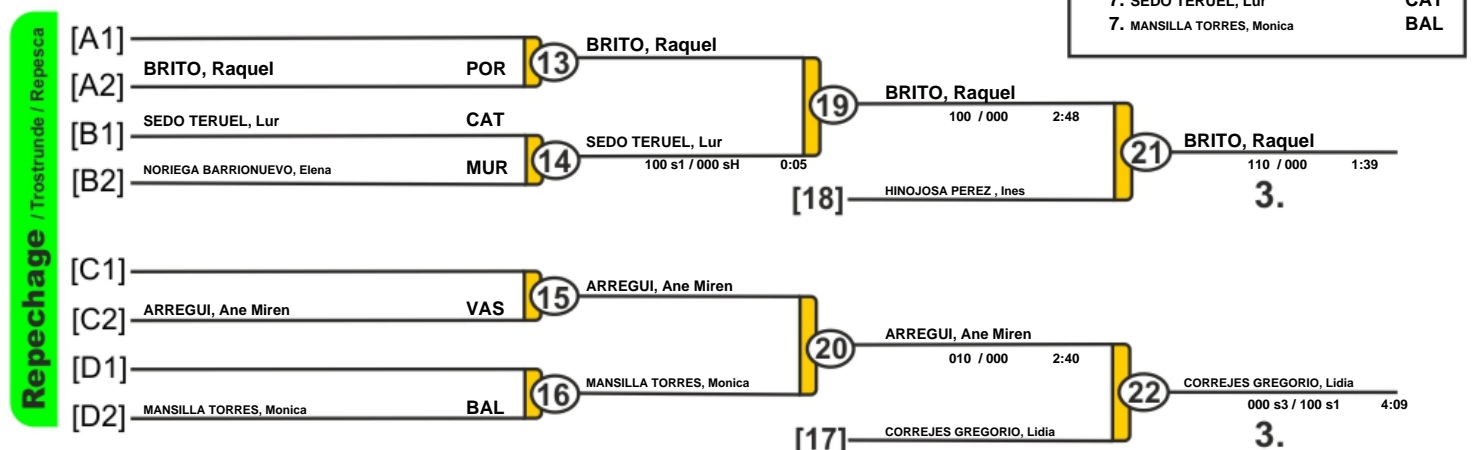 7. SEDO TERUEL, Lur CAT
7. MANSILLA TORRES, Monica BAL
Repechage / Trostrunde / Repesca
[A1]
BRITO, Raquel
BRITO, Raquel POR 13
[A2]
19
BRITO, Raquel
100 / 000 2:48
SEDO TERUEL, Lur CAT
[B1]
SEDO TERUEL, Lur
100 s1 / 000 sH 0:05
14
NORIEGA BARRIONUEVO, Elena MUR
[B2]
21
BRITO, Raquel
110 / 000 1:39
3.
[18] HINOJOSA PEREZ , Ines
[C1]
15
ARREGUI, Ane Miren
ARREGUI, Ane Miren VAS
[C2]
20
ARREGUI, Ane Miren
010 / 000 2:40
[D1]
16
MANSILLA TORRES, Monica
MANSILLA TORRES, Monica BAL
[D2]
22
CORREJES GREGORIO, Lidia
000 s3 / 100 s1 4:09
3.
[17] CORREJES GREGORIO, Lidia